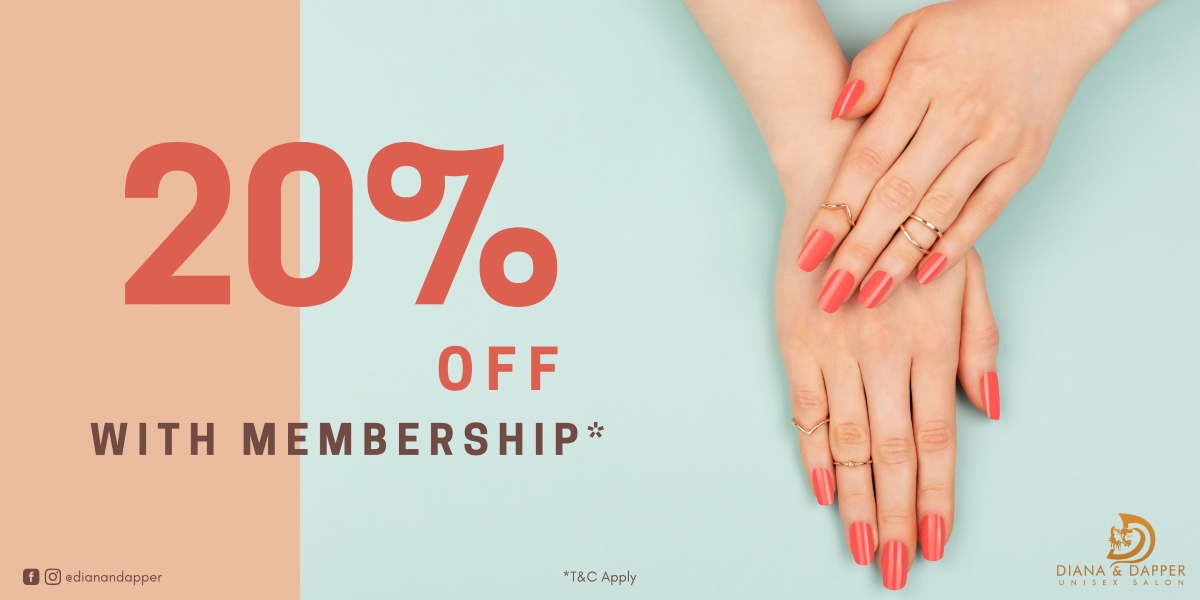 20%
OFF
WITH MEMBERSHIP*
@dianandapper
*T&C Apply
DIANA & DAPPER
UNISEX SALON